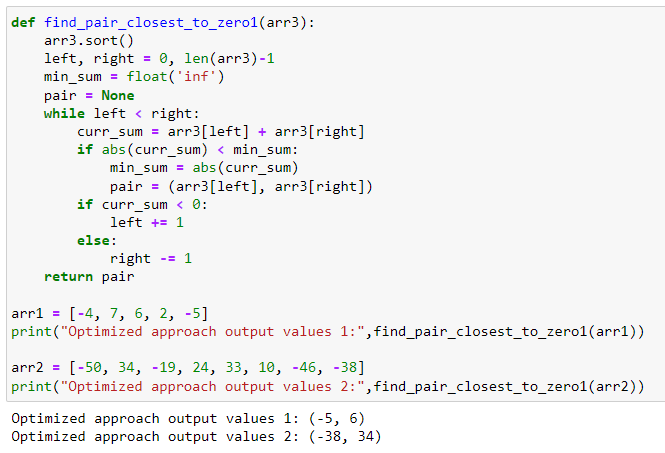 def find_pair_closest_to_zero1(arr3):
    arr3.sort()
    left, right = 0, len(arr3)-1
    min_sum = float('inf')
    pair = None
    while left < right:
        curr_sum = arr3[left] + arr3[right]
        if abs(curr_sum) < min_sum:
            min_sum = abs(curr_sum)
            pair = (arr3[left], arr3[right])
        if curr_sum < 0:
            left += 1
        else:
            right -= 1
    return pair

arr1 = [-4, 7, 6, 2, -5]
print("Optimized approach output values 1:",find_pair_closest_to_zero1(arr1))

arr2 = [-50, 34, -19, 24, 33, 10, -46, -38]
print("Optimized approach output values 2:",find_pair_closest_to_zero1(arr2))

Optimized approach output values 1: (-5, 6)
Optimized approach output values 2: (-38, 34)